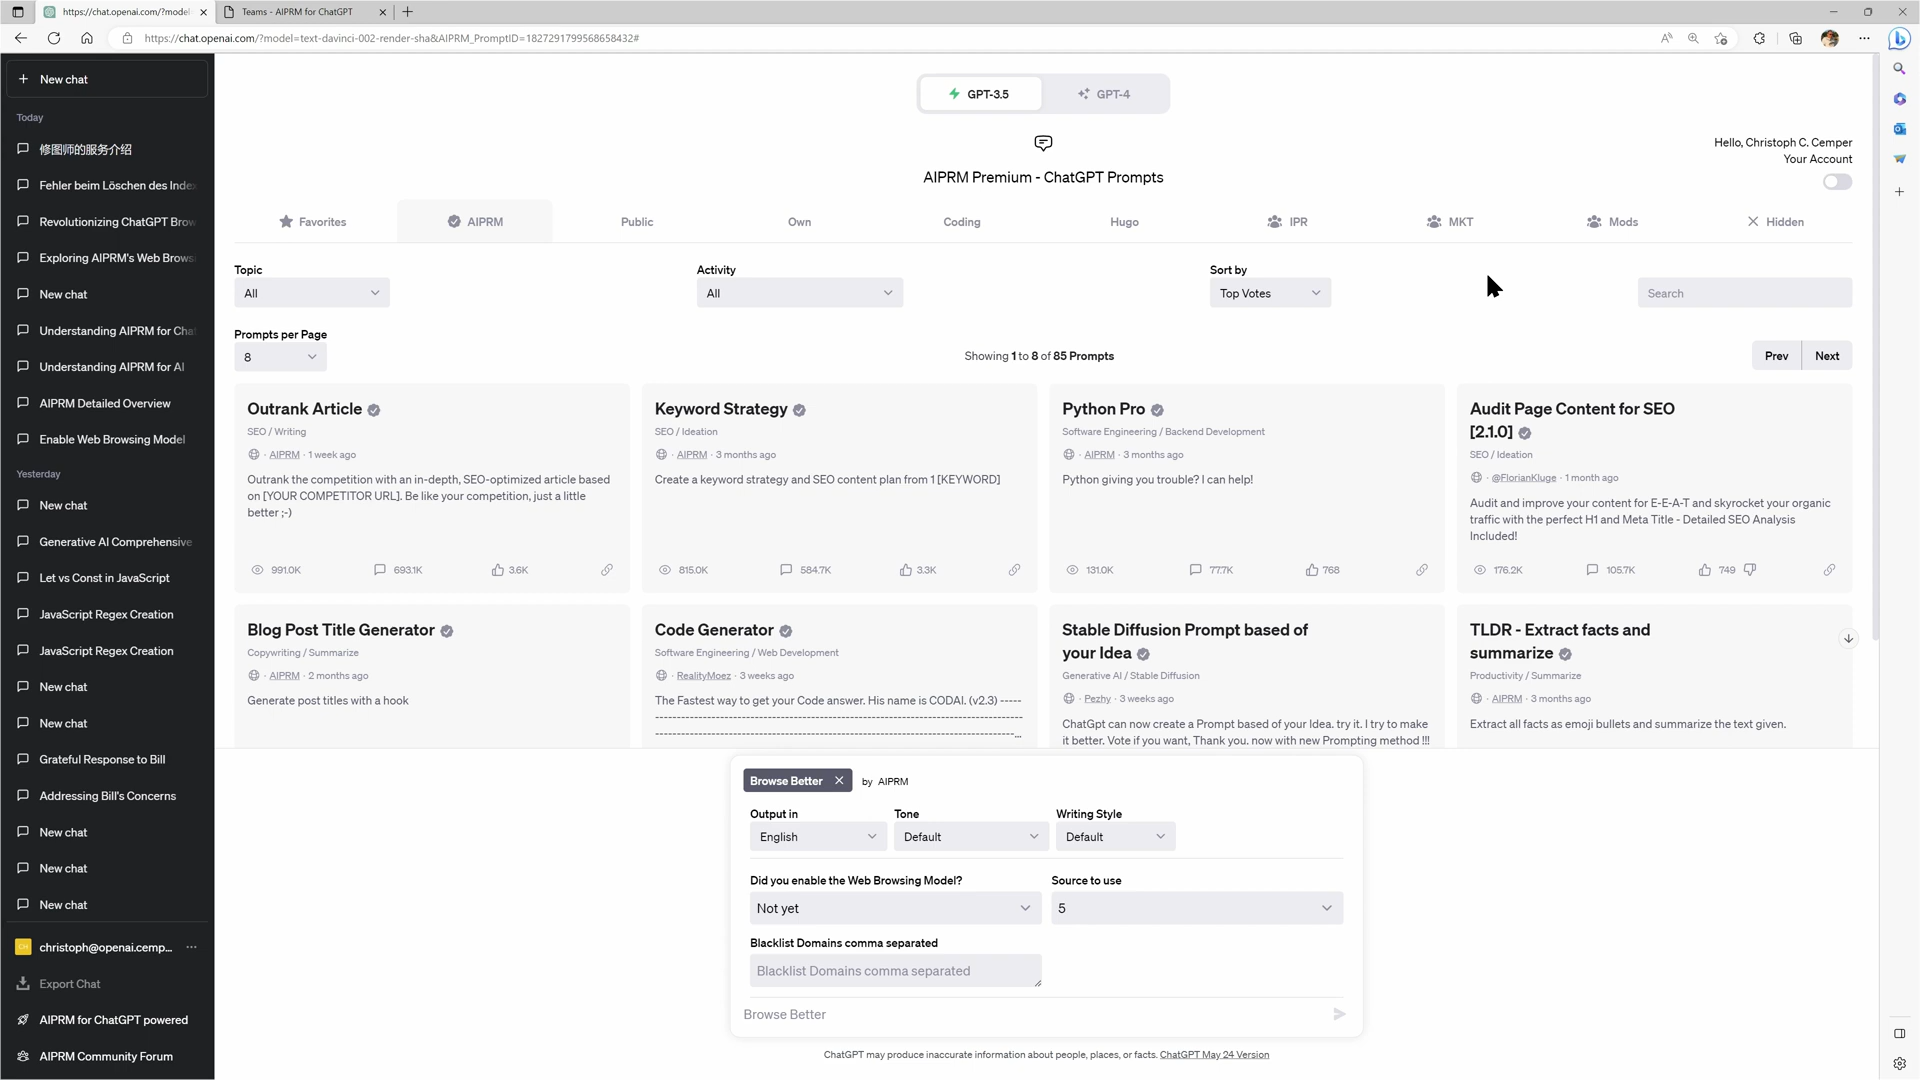 https://chat.openai.com/?model
Teams - AIPRM for ChatGPT
https://chat.openai.com/?model=text-davinci-002-render-sha&AIPRM_PromptID=1827291799568658432#
New chat
Today
修图师的服务介绍
Fehler beim Löschen des Inde
Revolutionizing ChatGPT Brow
Exploring AIPRM's Web Brows
New chat
Understanding AIPRM for Cha
Understanding AIPRM for AI
AIPRM Detailed Overview
Enable Web Browsing Model
Yesterday
New chat
Generative AI Comprehensive
Let vs Const in JavaScript
JavaScript Regex Creation
JavaScript Regex Creation
New chat
New chat
Grateful Response to Bill
Addressing Bill's Concerns
New chat
New chat
New chat
CH christoph@openai.cemp... ...
Export Chat
AIPRM for ChatGPT powered
AIPRM Community Forum
GPT-3.5 GPT-4
Hello, Christoph C. Cemper
Your Account
AIPRM Premium - ChatGPT Prompts
Favorites AIPRM Public Own Coding Hugo IPR MKT Mods Hidden
Topic Activity Sort by
All All Top Votes Search
Prompts per Page
8
Showing 1 to 8 of 85 Prompts
Prev Next
Outrank Article
SEO / Writing
· AIPRM · 1 week ago
Outrank the competition with an in-depth, SEO-optimized article based
on [YOUR COMPETITOR URL]. Be like your competition, just a little
better ;-)
991.0K 693.1K 3.6K
Keyword Strategy
SEO / Ideation
· AIPRM · 3 months ago
Create a keyword strategy and SEO content plan from 1 [KEYWORD]
815.0K 584.7K 3.3K
Python Pro
Software Engineering / Backend Development
· AIPRM · 3 months ago
Python giving you trouble? I can help!
131.0K 77.7K 768
Audit Page Content for SEO
[2.1.0]
SEO / Ideation
· @FlorianKluge · 1 month ago
Audit and improve your content for E-E-A-T and skyrocket your organic
traffic with the perfect H1 and Meta Title - Detailed SEO Analysis
Included!
176.2K 105.7K 749
Blog Post Title Generator
Copywriting / Summarize
· AIPRM · 2 months ago
Generate post titles with a hook
Code Generator
Software Engineering / Web Development
· RealityMoez · 3 weeks ago
The Fastest way to get your Code answer. His name is CODAI. (v2.3) -----
--------------------------------------------------------------------------------
-------------------------------------------------------------------------------...
Stable Diffusion Prompt based of
your Idea
Generative AI / Stable Diffusion
· Pezhy · 3 weeks ago
ChatGpt can now create a Prompt based of your Idea. try it. I try to make
it better. Vote if you want, Thank you. now with new Prompting method !!!
TLDR - Extract facts and
summarize
Productivity / Summarize
· AIPRM · 3 months ago
Extract all facts as emoji bullets and summarize the text given.
Browse Better by AIPRM
Output in Tone Writing Style
English Default Default
Did you enable the Web Browsing Model? Source to use
Not yet 5
Blacklist Domains comma separated
Blacklist Domains comma separated
Browse Better
ChatGPT may produce inaccurate information about people, places, or facts. ChatGPT May 24 Version